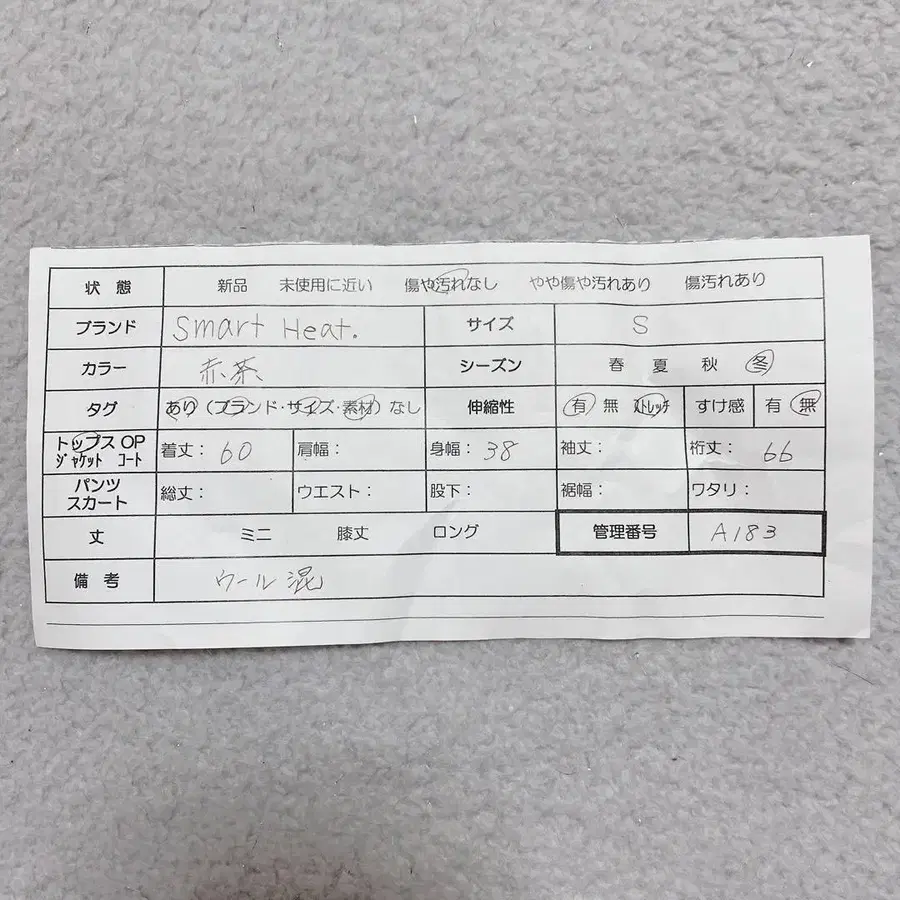 状態 新品 未使用に近い 傷や汚れなし やや傷や汚れあり 傷汚れあり
ブランド Smart Heat. サイズ S
カラー 赤茶 シーズン 春 夏 秋 冬
タグ あり（ブランド・サイズ・素材）なし 伸縮性 有 無 ストレッチ すけ感 有 無
トップス OP ジャケット コート 着丈：60 肩幅： 身幅：38 袖丈： 裄丈：66
パンツ スカート 総丈： ウエスト： 股下： 裾幅： ワタリ：
丈 ミニ 膝丈 ロング 管理番号 A183
備考 ウール混